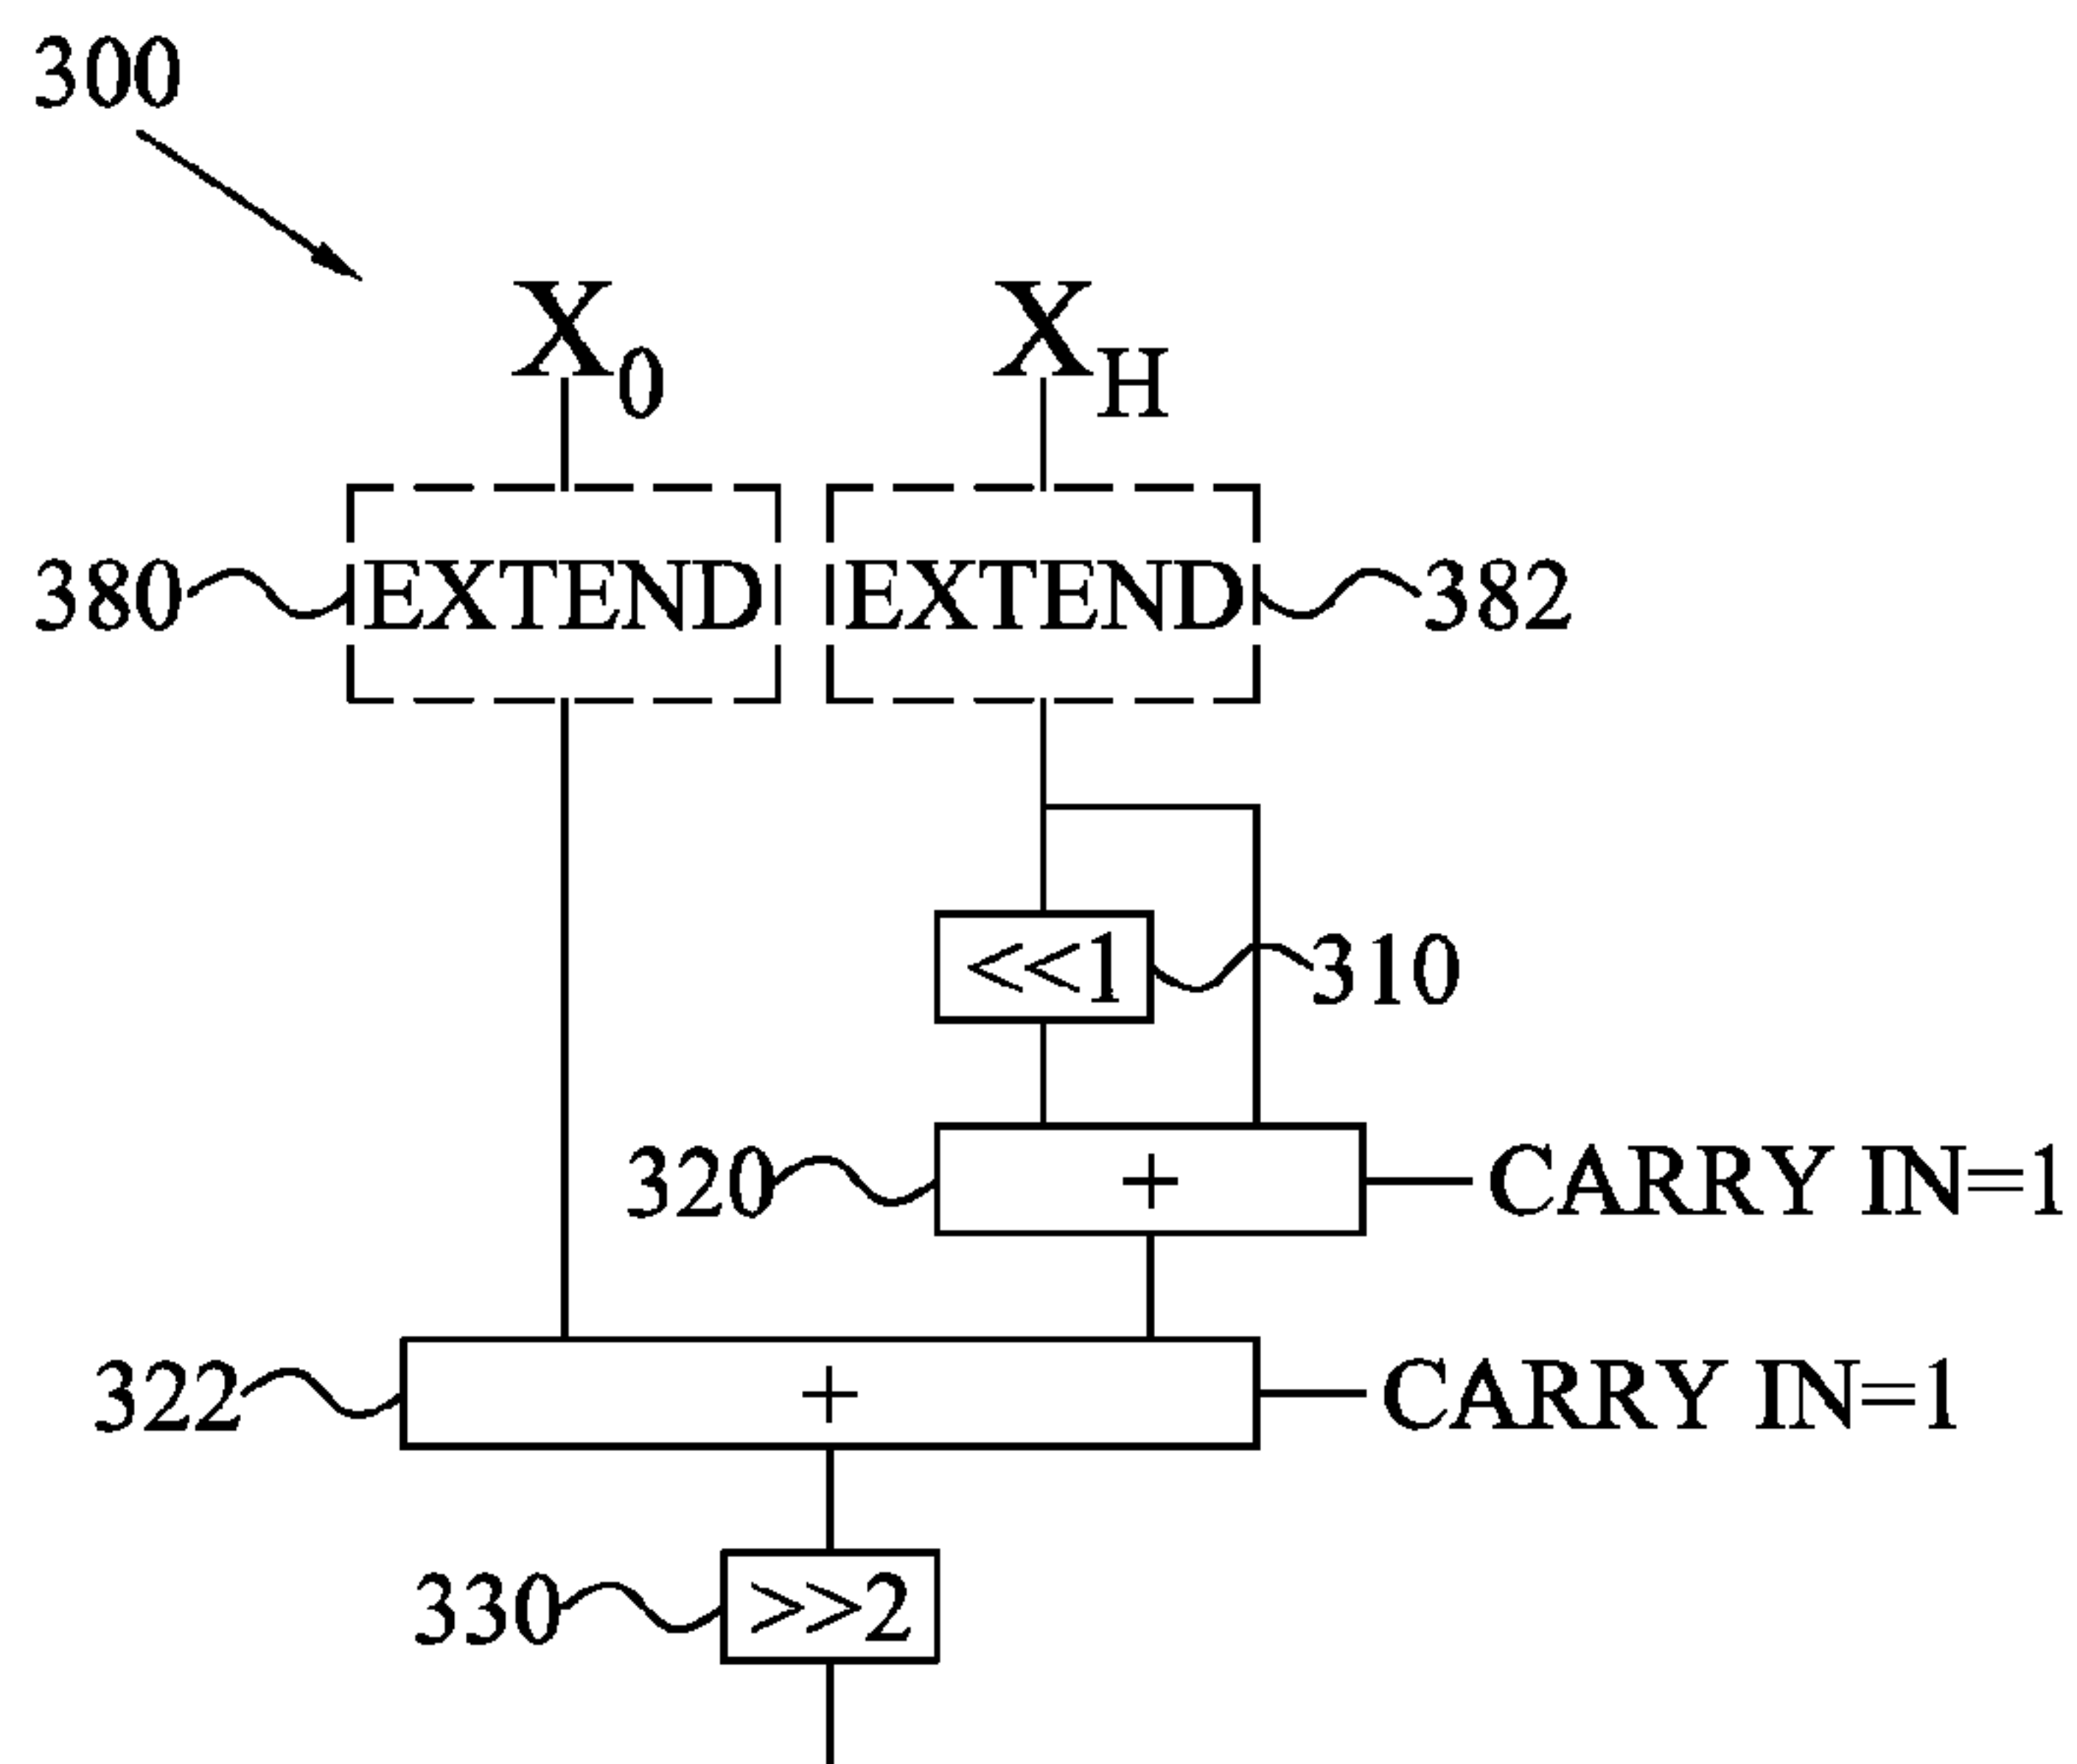 300
X0 XH
380 EXTEND EXTEND 382
<<1 310
320 + CARRY IN=1
322 + CARRY IN=1
330 >>2